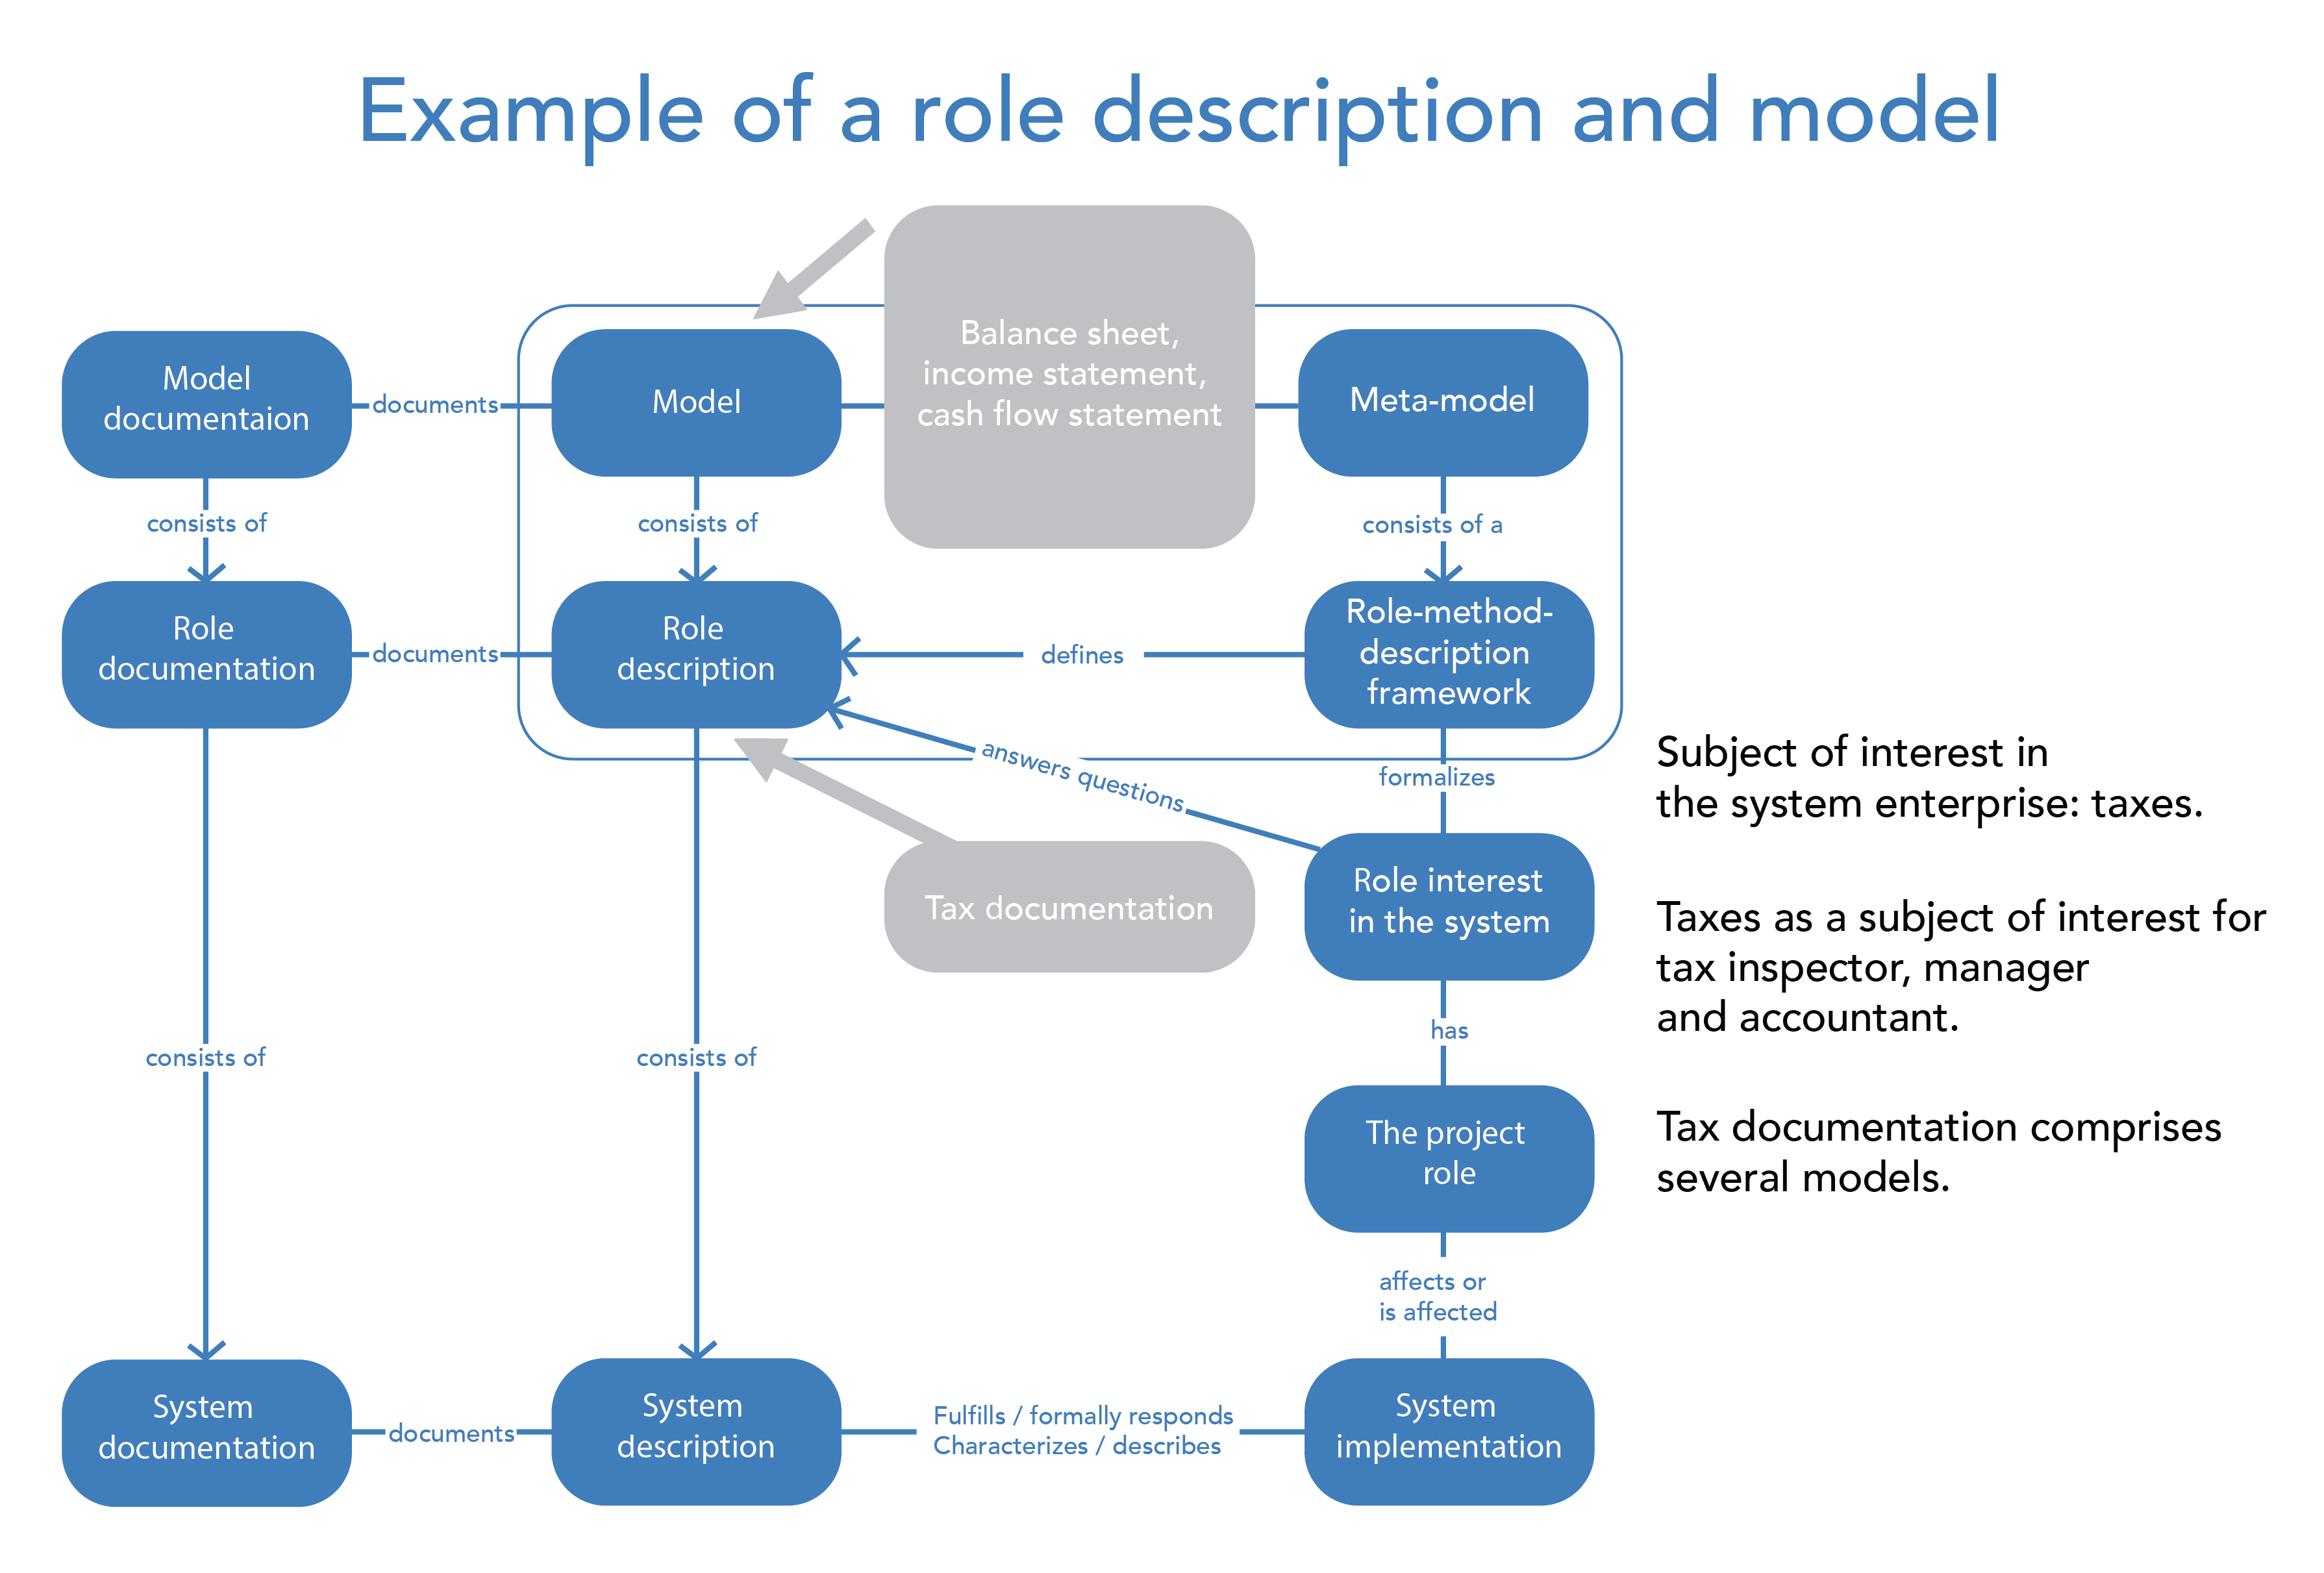 Example of a role description and model
Balance sheet,
income statement,
cash flow statement
Model
documentaion
documents
Model
Meta-model
consists of
consists of
consists of a
Role
documentation
documents
Role
description
defines
Role-method-
description
framework
answers questions
formalizes
Subject of interest in
the system enterprise: taxes.
Tax documentation
Role interest
in the system
Taxes as a subject of interest for
tax inspector, manager
and accountant.
has
consists of
consists of
The project
role
Tax documentation comprises
several models.
affects or
is affected
System
documentation
documents
System
description
Fulfills / formally responds
Characterizes / describes
System
implementation